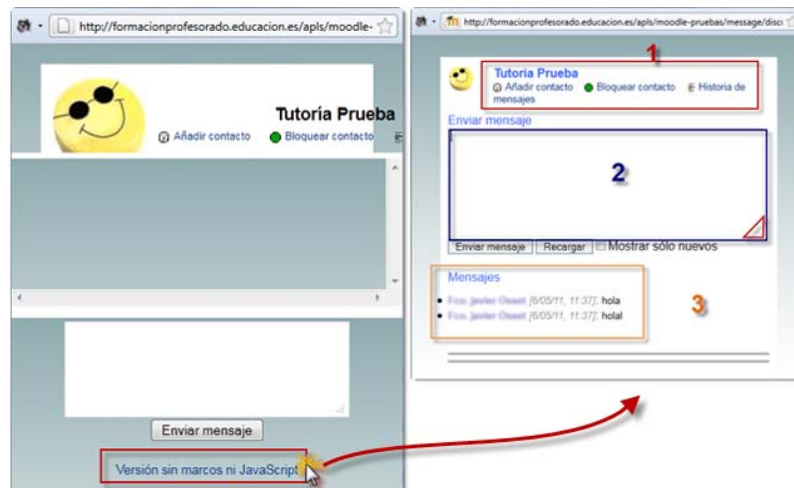 http://formacionprofesorado.educacion.es/apls/moodle-
Tutoría Prueba
Añadir contacto Bloquear contacto
Enviar mensaje
Versión sin marcos ni JavaScript
http://formacionprofesorado.educacion.es/apls/moodle-pruebas/message/disc
1
Tutoría Prueba
Añadir contacto Bloquear contacto Historia de
mensajes
Enviar mensaje
2
Enviar mensaje Recargar Mostrar sólo nuevos
Mensajes
[6/05/11, 11:37]: hola
[6/05/11, 11:37]: holal
3